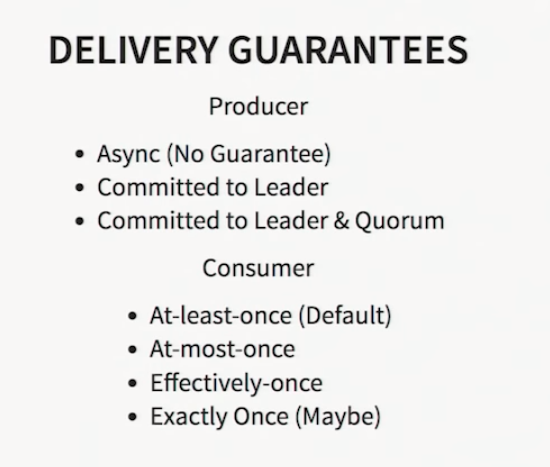 DELIVERY GUARANTEES
Producer
• Async (No Guarantee)
• Committed to Leader
• Committed to Leader & Quorum
Consumer
• At-least-once (Default)
• At-most-once
• Effectively-once
• Exactly Once (Maybe)